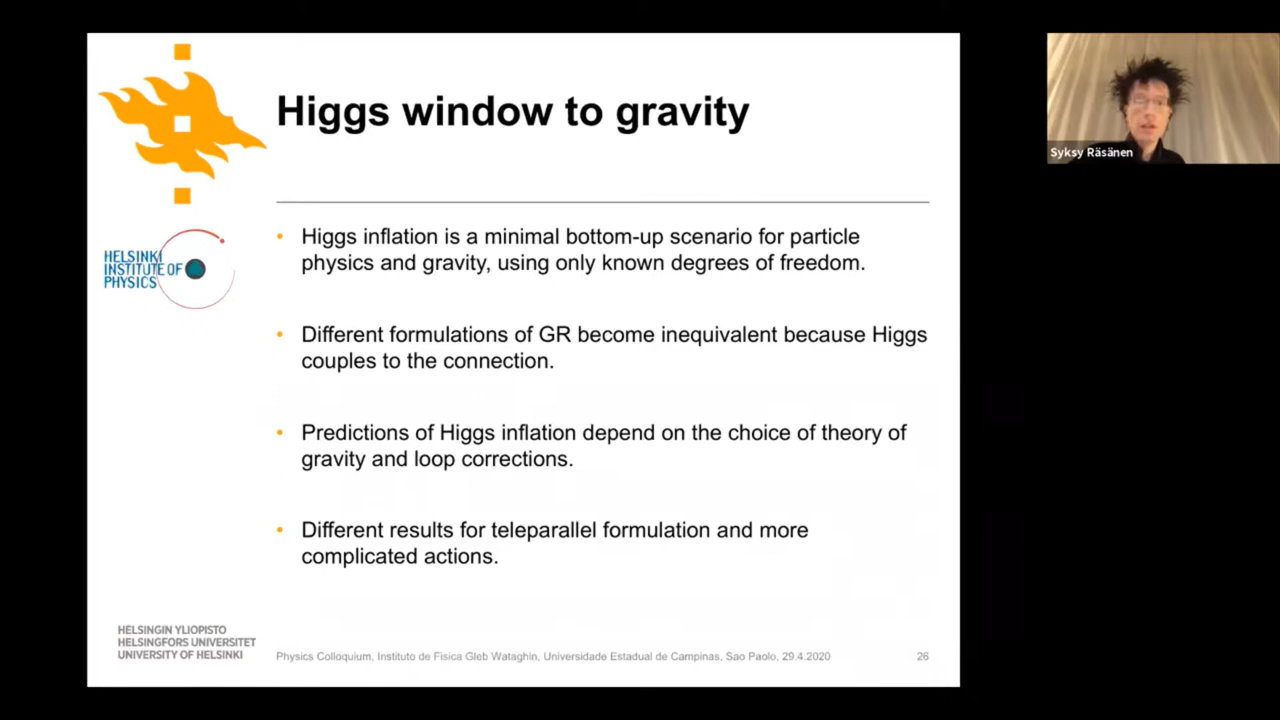 Higgs window to gravity
Syksy Räsänen
HELSINKI
INSTITUTE OF
PHYSICS
• Higgs inflation is a minimal bottom-up scenario for particle
physics and gravity, using only known degrees of freedom.
• Different formulations of GR become inequivalent because Higgs
couples to the connection.
• Predictions of Higgs inflation depend on the choice of theory of
gravity and loop corrections.
• Different results for teleparallel formulation and more
complicated actions.
HELSINGIN YLIOPISTO
HELSINGFORS UNIVERSITET
UNIVERSITY OF HELSINKI
Physics Colloquium, Instituto de Fisica Gleb Wataghin, Universidade Estadual de Campinas, Sao Paolo, 29.4.2020
26